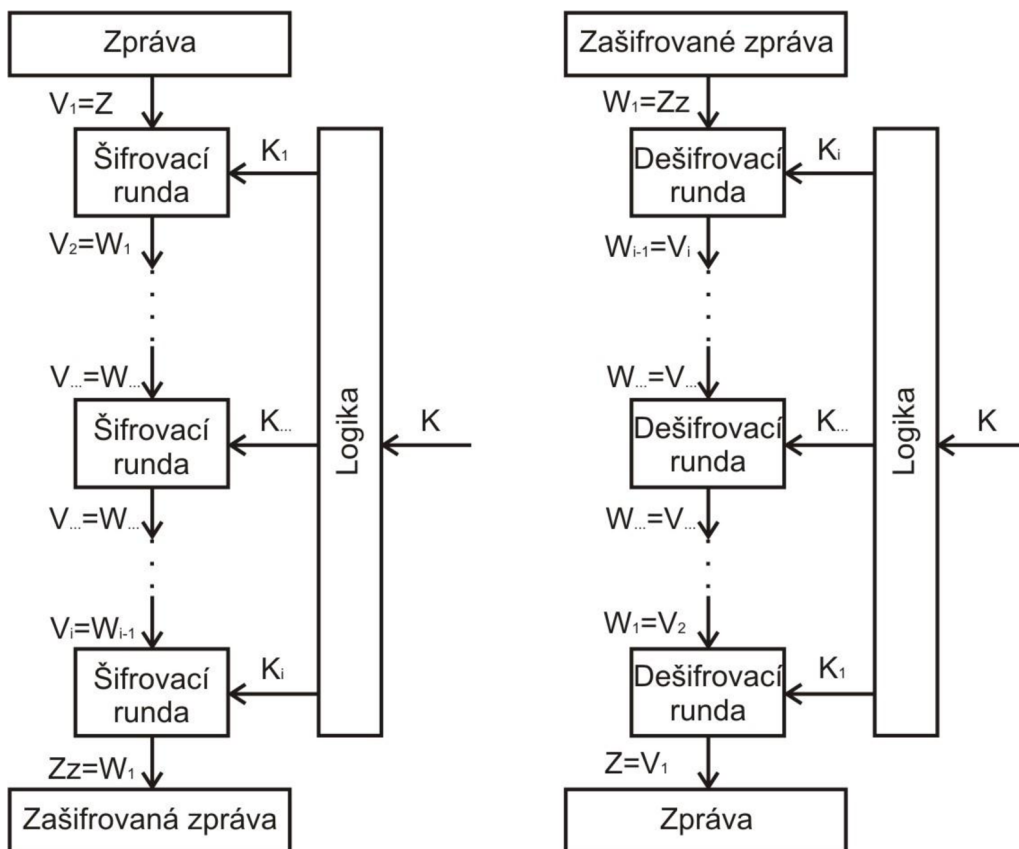 Zpráva
V₁=Z
Šifrovací
runda
K₁
V₂=W₁
V...=W...
Šifrovací
runda
K...
Logika
K
V...=W...
Vᵢ=Wᵢ₋₁
Šifrovací
runda
Kᵢ
Zz=W₁
Zašifrovaná zpráva
Zašifrované zpráva
W₁=Zz
Dešifrovací
runda
Kᵢ
Wᵢ₋₁=Vᵢ
W...=V...
Dešifrovací
runda
K...
Logika
K
W...=V...
W₁=V₂
Dešifrovací
runda
K₁
Z=V₁
Zpráva